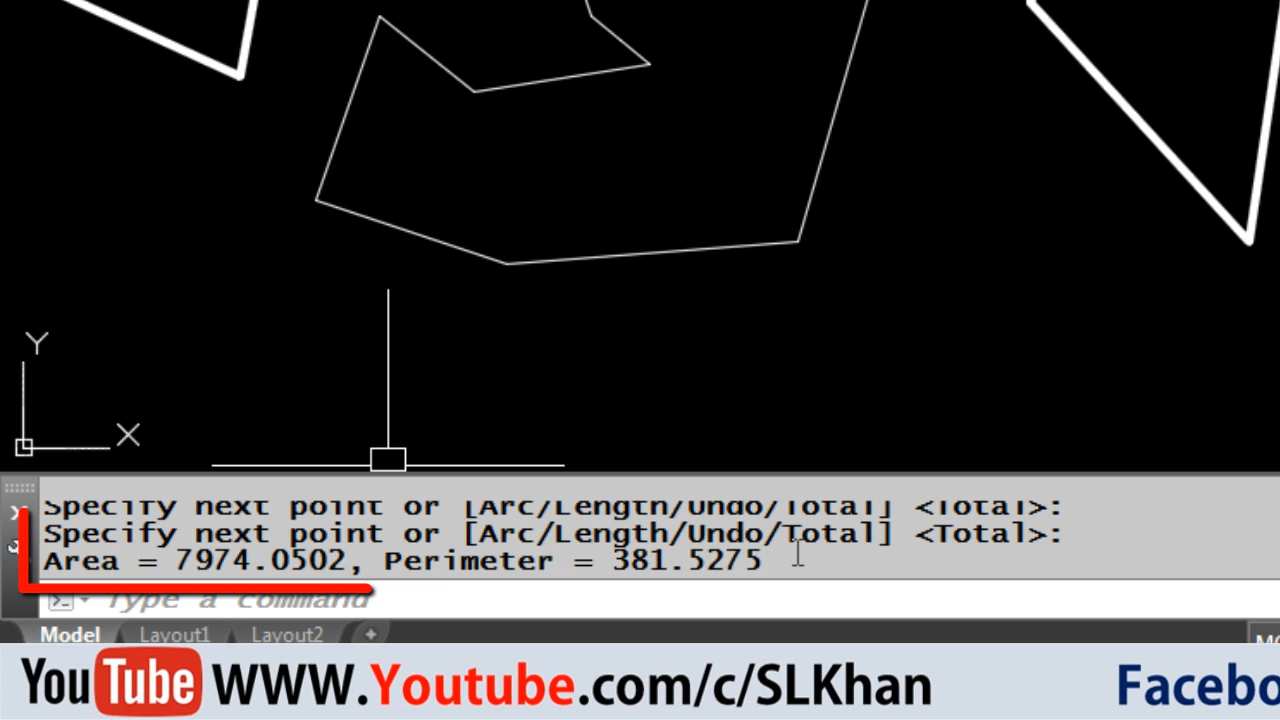 Y
X
Specify next point or [Arc/Length/Undo/Total] <Total>:
Specify next point or [Arc/Length/Undo/Total] <Total>:
Area = 7974.0502, Perimeter = 381.5275
Type a command
Model Layout1 Layout2 +
YouTube WWW.Youtube.com/c/SLKhan